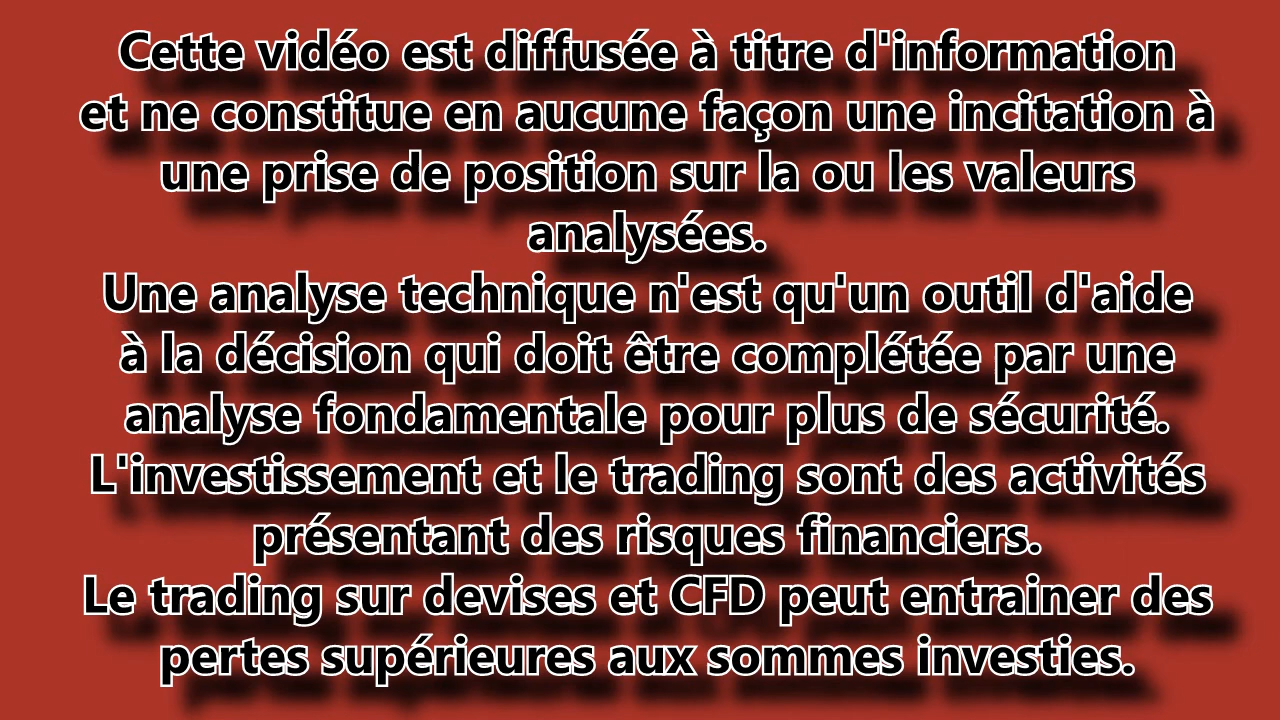 Cette vidéo est diffusée à titre d'information
et ne constitue en aucune façon une incitation à
une prise de position sur la ou les valeurs
analysées.
Une analyse technique n'est qu'un outil d'aide
à la décision qui doit être complétée par une
analyse fondamentale pour plus de sécurité.
L'investissement et le trading sont des activités
présentant des risques financiers.
Le trading sur devises et CFD peut entrainer des
pertes supérieures aux sommes investies.